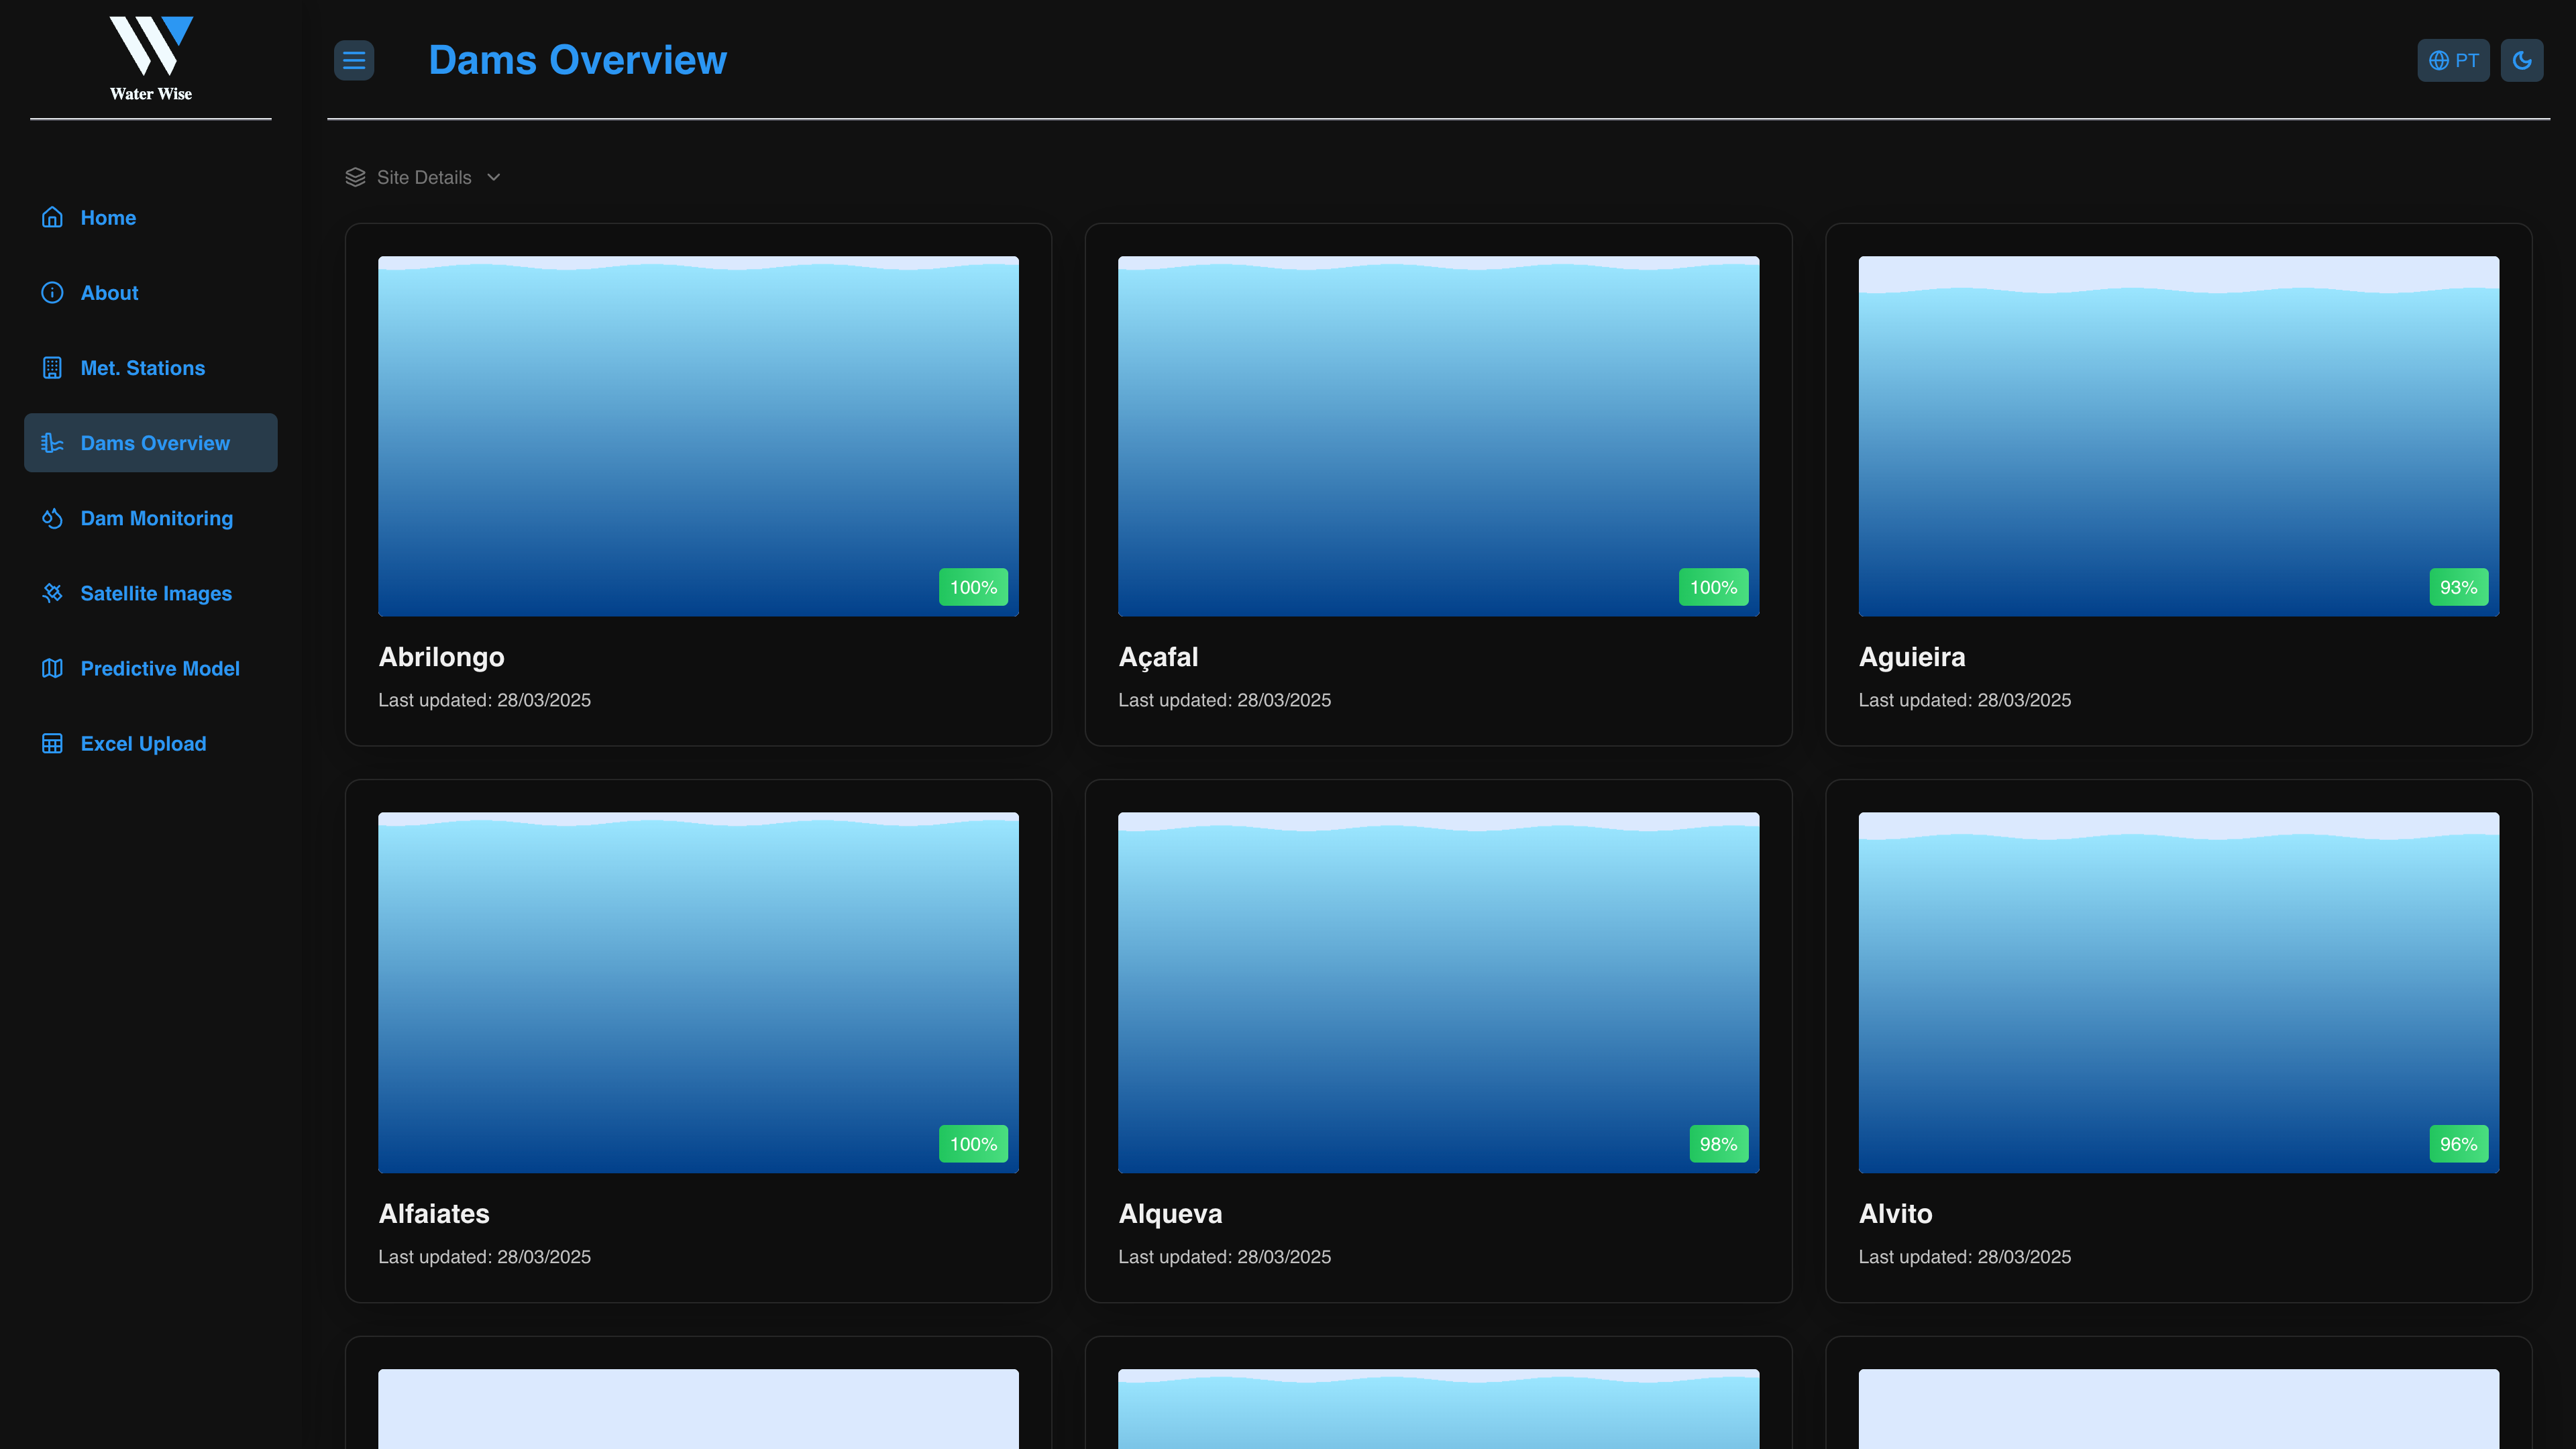 Water Wise
Dams Overview
PT
Home
About
Met. Stations
Dams Overview
Dam Monitoring
Satellite Images
Predictive Model
Excel Upload
Site Details
100%
Abrilongo
Last updated: 28/03/2025
100%
Açafal
Last updated: 28/03/2025
93%
Aguieira
Last updated: 28/03/2025
100%
Alfaiates
Last updated: 28/03/2025
98%
Alqueva
Last updated: 28/03/2025
96%
Alvito
Last updated: 28/03/2025